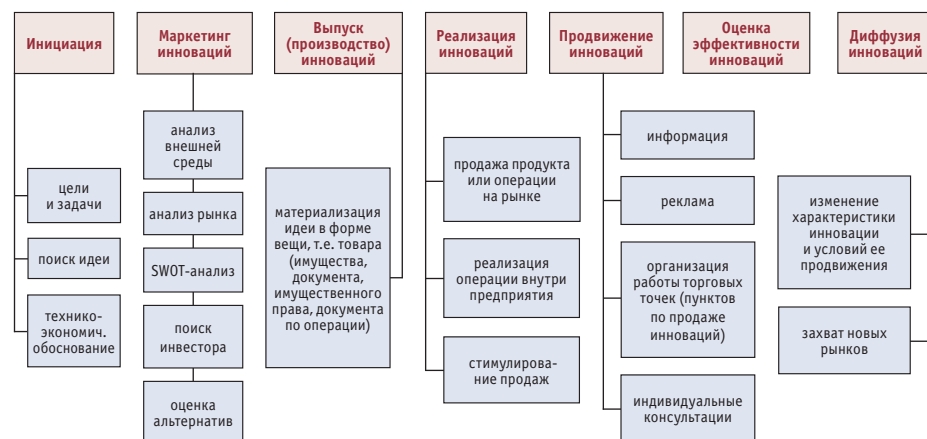 Инициация
Маркетинг
инноваций
Выпуск
(производство)
инноваций
Реализация
инноваций
Продвижение
инноваций
Оценка
эффективности
инноваций
Диффузия
инноваций
цели
и задачи
поиск идеи
технико-
экономич.
обоснование
анализ
внешней
среды
анализ рынка
SWOT-анализ
поиск
инвестора
оценка
альтернатив
материализация
идеи в форме
вещи, т.е. товара
(имущества,
документа,
имущественного
права, документа
по операции)
продажа продукта
или операции
на рынке
реализация
операции внутри
предприятия
стимулирова-
ние продаж
информация
реклама
организация
работы торговых
точек (пунктов
по продаже
инноваций)
индивидуальные
консультации
изменение
характеристики
инновации
и условий ее
продвижения
захват новых
рынков